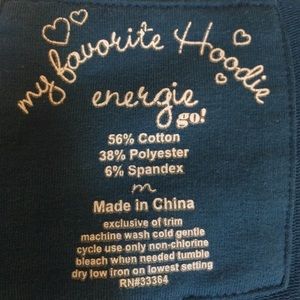 my favorite Hoodie
energie
go!
56% Cotton
38% Polyester
6% Spandex
m
Made in China
exclusive of trim
machine wash cold gentle
cycle use only non-chlorine
bleach when needed tumble
dry low iron on lowest setting
RN#33364